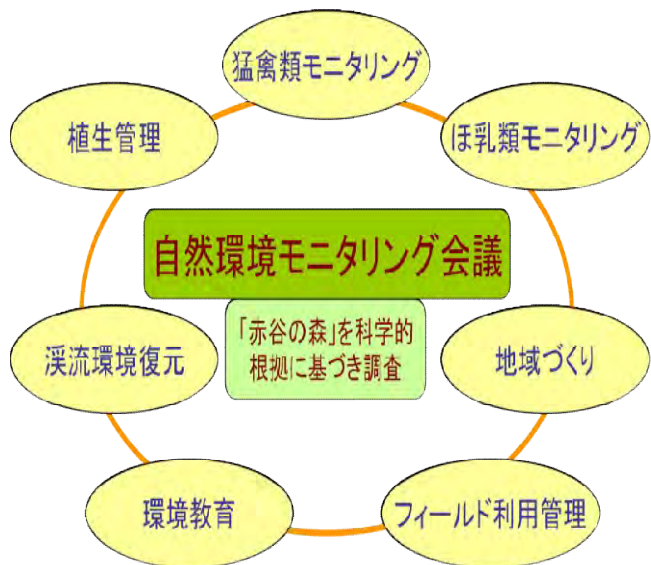 猛禽類モニタリング
植生管理
ほ乳類モニタリング
自然環境モニタリング会議
「赤谷の森」を科学的
根拠に基づき調査
渓流環境復元
地域づくり
環境教育
フィールド利用管理